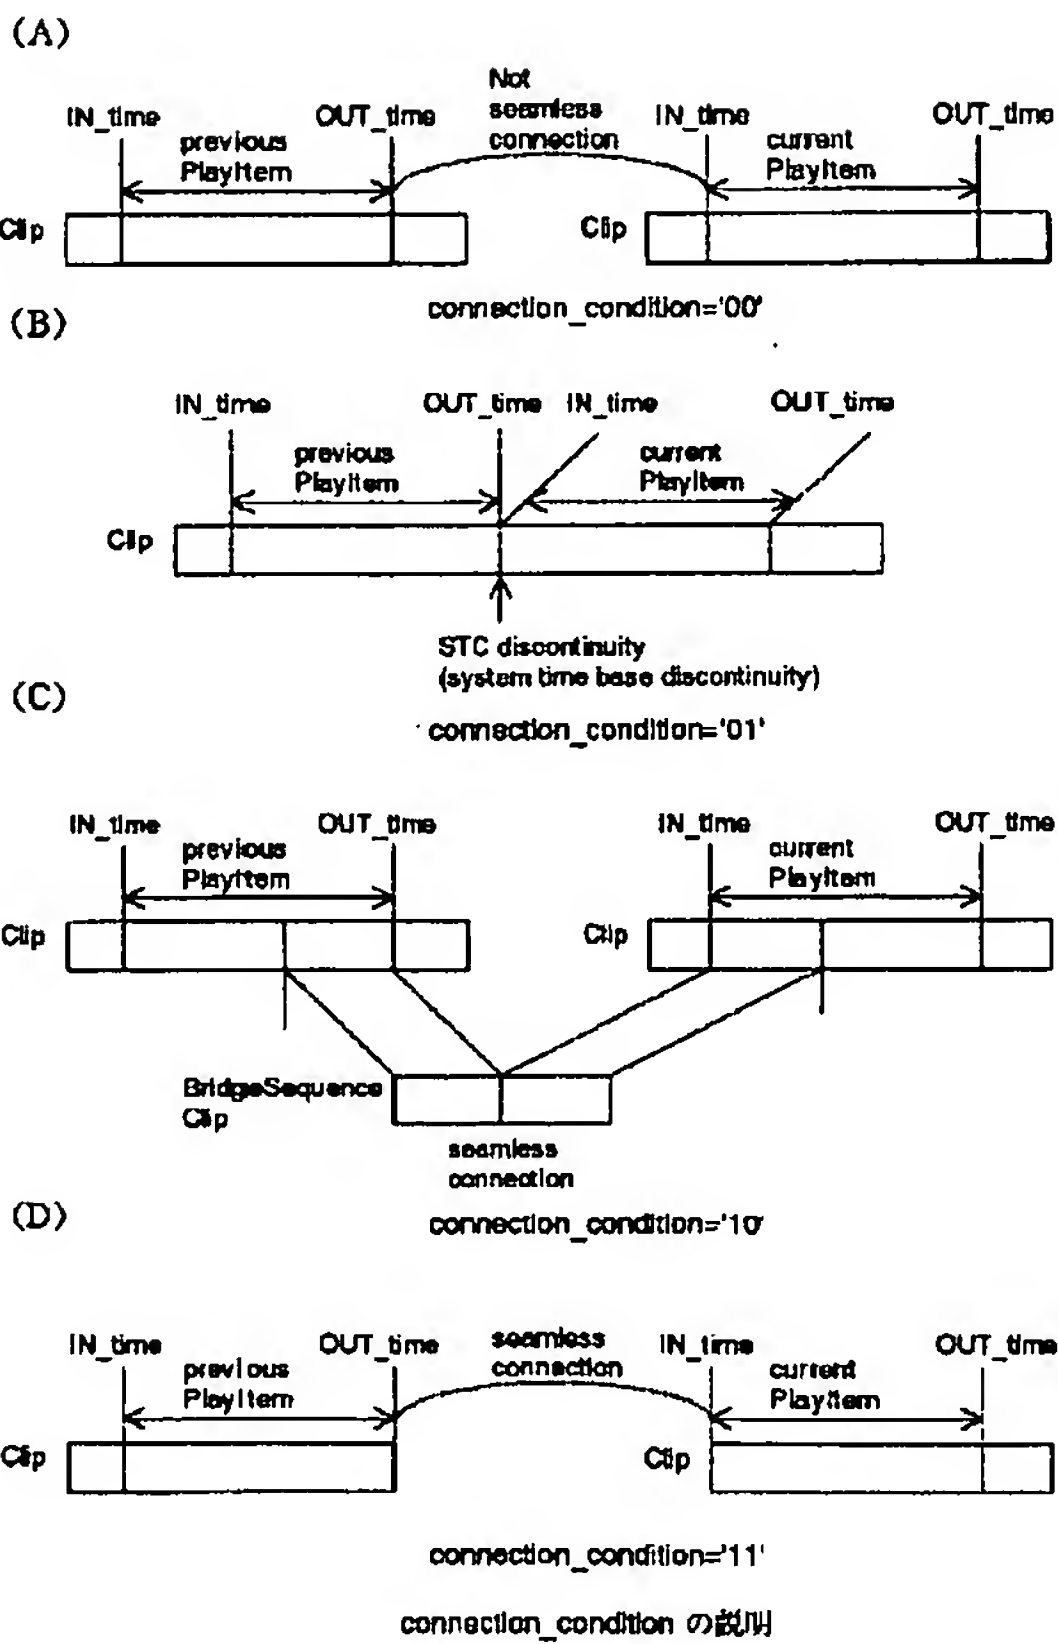 (A)
Not
seamless
connection
IN_time
OUT_time
IN_time
OUT_time
previous
PlayItem
current
PlayItem
Clip
Clip
connection_condition='00'
(B)
IN_time
OUT_time
IN_time
OUT_time
previous
PlayItem
current
PlayItem
Clip
STC discontinuity
(system time base discontinuity)
(C)
connection_condition='01'
IN_time
OUT_time
IN_time
OUT_time
previous
PlayItem
current
PlayItem
Clip
Clip
BridgeSequence
Clip
seamless
connection
(D)
connection_condition='10'
IN_time
OUT_time
seamless
connection
IN_time
OUT_time
previous
PlayItem
current
PlayItem
Clip
Clip
connection_condition='11'
connection_condition の説明